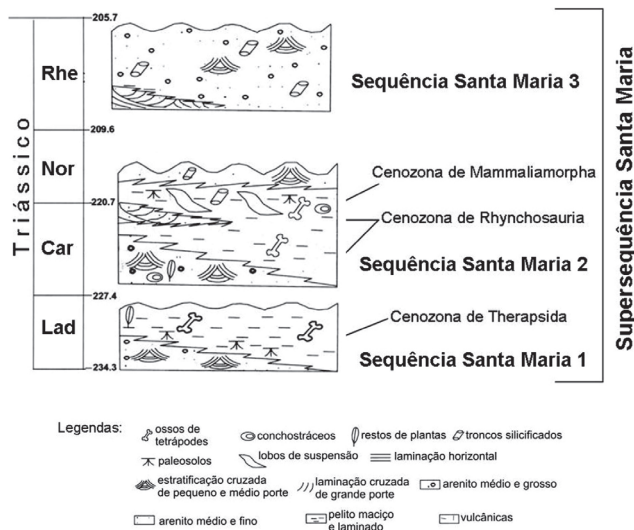 205.7
Rhe
Sequência Santa Maria 3
209.6
Triássico
Nor
Cenozona de Mammaliamorpha
220.7
Cenozona de Rhynchosauria
Car
Sequência Santa Maria 2
227.4
Lad
Cenozona de Therapsida
Sequência Santa Maria 1
234.3
Supersequência Santa Maria
Legendas:
ossos de
tetrápodes
conchostráceos
restos de plantas
troncos silicificados
paleosolos
lobos de suspensão
laminação horizontal
estratificação cruzada
de pequeno e médio porte
laminação cruzada
de grande porte
arenito médio e grosso
arenito médio e fino
pelito maciço
e laminado
vulcânicas